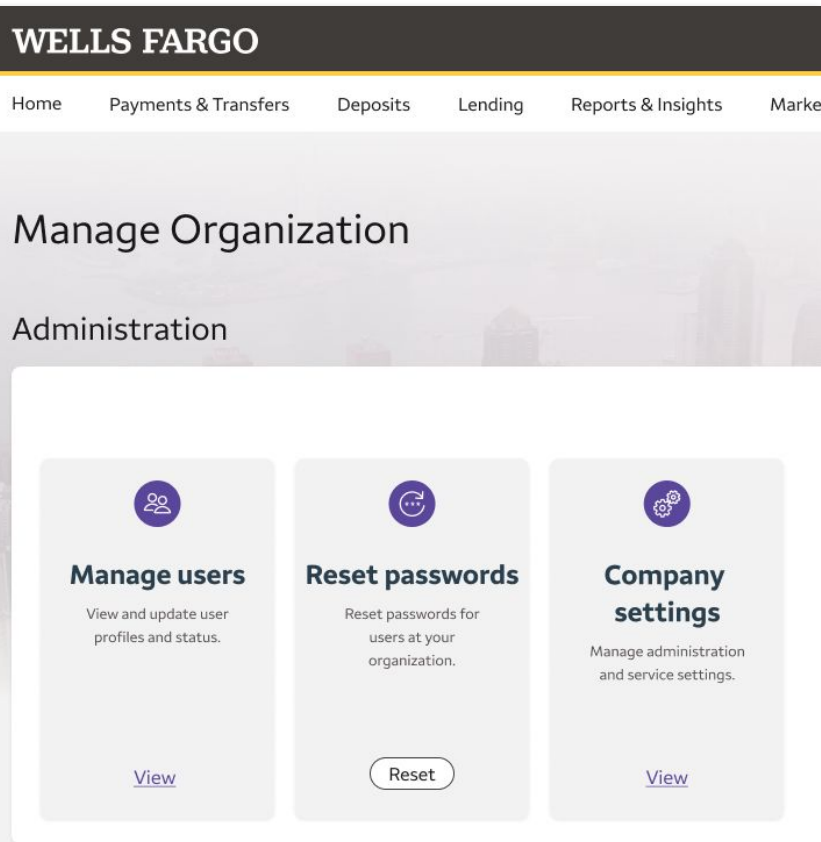 WELLS FARGO
Home Payments & Transfers Deposits Lending Reports & Insights Marke
Manage Organization
Administration
Manage users
View and update user
profiles and status.
View
Reset passwords
Reset passwords for
users at your
organization.
Reset
Company
settings
Manage administration
and service settings.
View